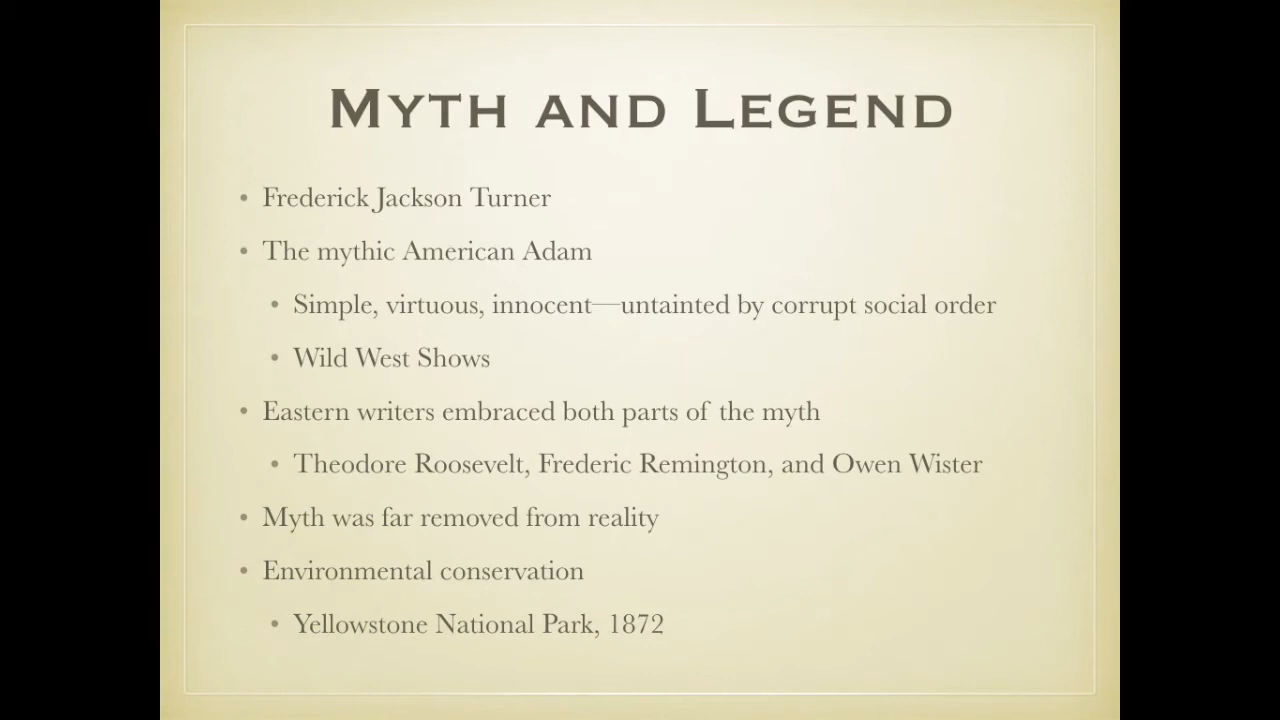 Myth and Legend
• Frederick Jackson Turner
• The mythic American Adam
• Simple, virtuous, innocent—untainted by corrupt social order
• Wild West Shows
• Eastern writers embraced both parts of the myth
• Theodore Roosevelt, Frederic Remington, and Owen Wister
• Myth was far removed from reality
• Environmental conservation
• Yellowstone National Park, 1872